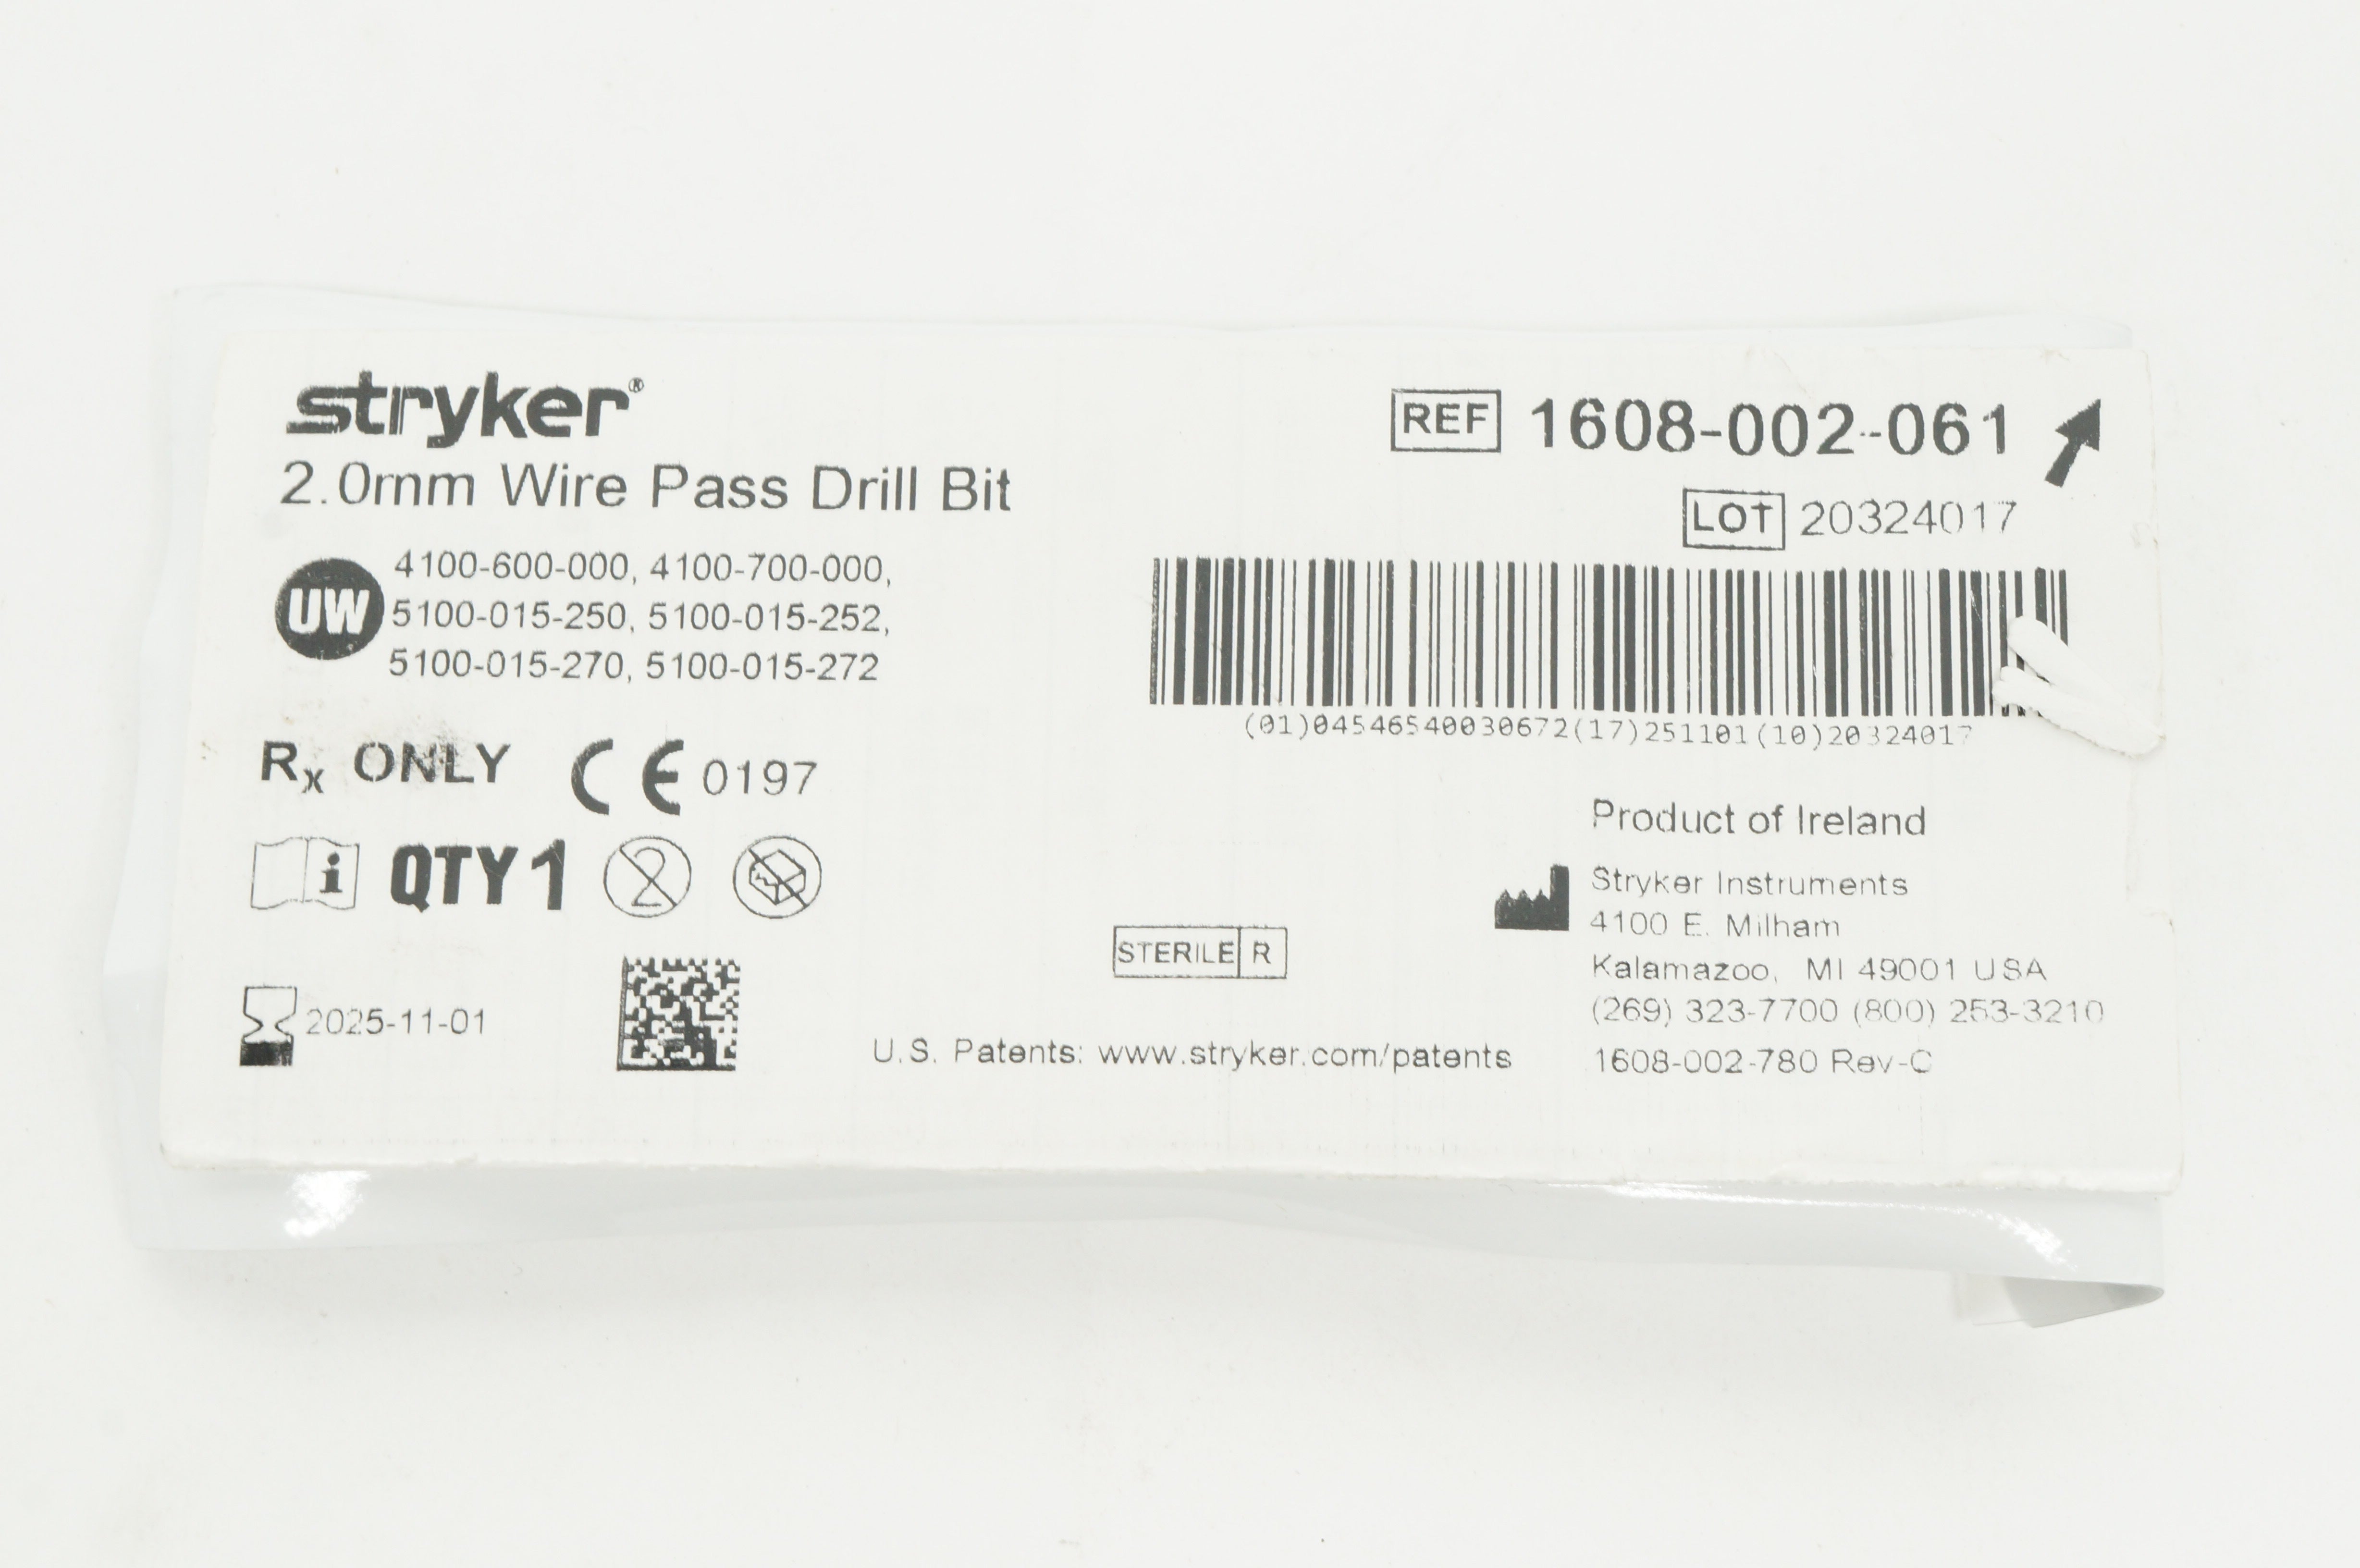 stryker®
2.0mm Wire Pass Drill Bit
UW
4100-600-000, 4100-700-000,
5100-015-250, 5100-015-252,
5100-015-270, 5100-015-272
Rx ONLY CE 0197
i QTY 1 2
2025-11-01
REF 1608-002-061
LOT 20324017
(01)04546540030672(17)251101(10)20324017
Product of Ireland
Stryker Instruments
4100 E. Milham
Kalamazoo, MI 49001 USA
(269) 323-7700 (800) 253-3210
1608-002-780 Rev-C
STERILE R
U.S. Patents: www.stryker.com/patents